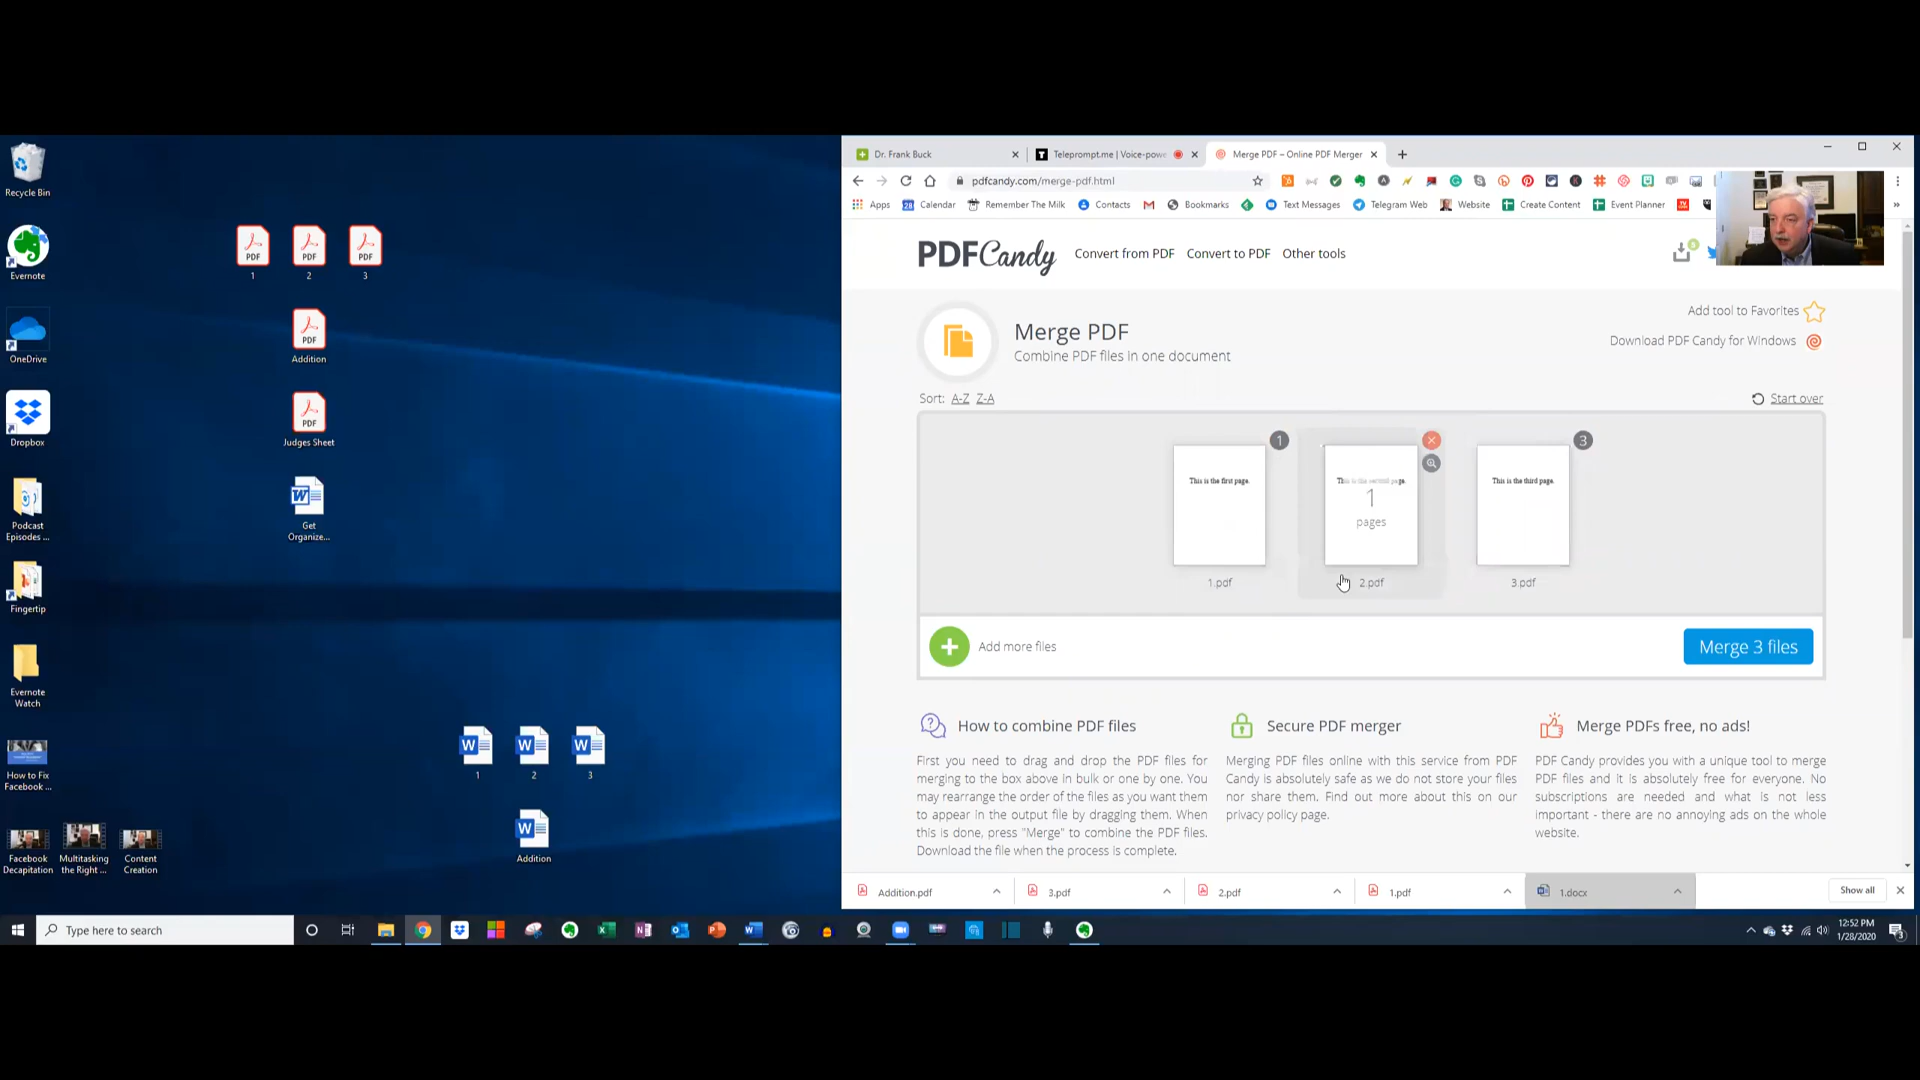 Recycle Bin
Evernote
OneDrive
Dropbox
Podcast
Episodes ...
Fingertip
Evernote
Watch
How to Fix
Facebook ...
Facebook
Decapitation
Multitasking
the Right ...
Content
Creation
PDF
1
PDF
2
PDF
3
PDF
Addition
PDF
Judges Sheet
Get
Organize...
1
2
3
Addition
Dr. Frank Buck
Teleprompt.me | Voice-powe
Merge PDF – Online PDF Merger
pdfcandy.com/merge-pdf.html
Apps
Calendar
Remember The Milk
Contacts
Bookmarks
Text Messages
Telegram Web
Website
Create Content
Event Planner
PDFCandy
Convert from PDF
Convert to PDF
Other tools
Merge PDF
Combine PDF files in one document
Add tool to Favorites
Download PDF Candy for Windows
Sort: A-Z Z-A
Start over
1
This is the first page.
1.pdf
This is the second page.
1
pages
2.pdf
3
This is the third page.
3.pdf
Add more files
Merge 3 files
How to combine PDF files
First you need to drag and drop the PDF files for
merging to the box above in bulk or one by one. You
may rearrange the order of the files as you want them
to appear in the output file by dragging them. When
this is done, press "Merge" to combine the PDF files.
Download the file when the process is complete.
Secure PDF merger
Merging PDF files online with this service from PDF
Candy is absolutely safe as we do not store your files
nor share them. Find out more about this on our
privacy policy page.
Merge PDFs free, no ads!
PDF Candy provides you with a unique tool to merge
PDF files and it is absolutely free for everyone. No
subscriptions are needed and what is not less
important - there are no annoying ads on the whole
website.
Addition.pdf
3.pdf
2.pdf
1.pdf
1.docx
Show all
Type here to search
12:52 PM
1/28/2020